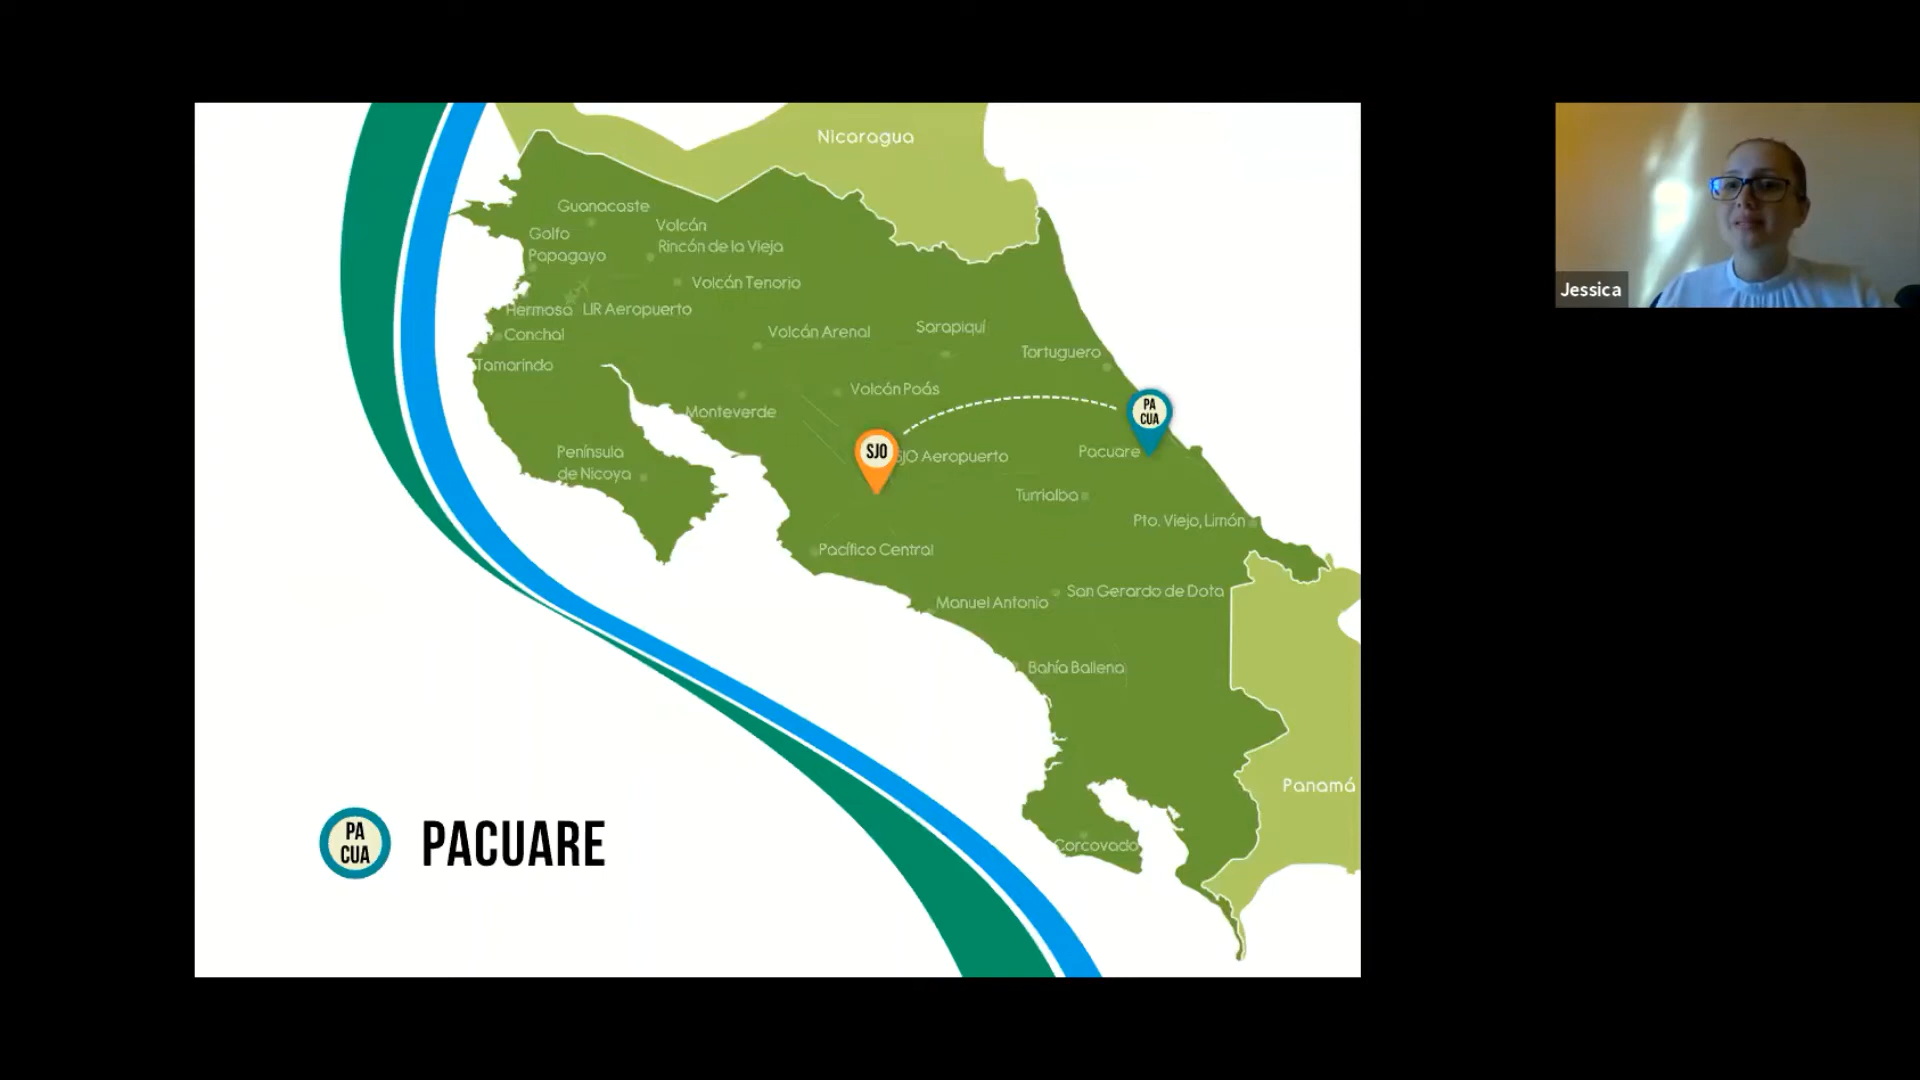 Nicaragua
Guanacaste
Golfo
Papagayo
Volcán
Rincón de la Vieja
Volcán Tenorio
Hermosa
LIR Aeropuerto
Conchal
Tamarindo
Volcán Arenal
Sarapiquí
Tortuguero
Volcán Poás
Monteverde
PA
CUA
SJO
SJO Aeropuerto
Pacuare
Península
de Nicoya
Turrialba
Pto. Viejo, Limón
Pacífico Central
San Gerardo de Dota
Manuel Antonio
Bahía Ballena
Panamá
Corcovado
PA
CUA
PACUARE
Jessica